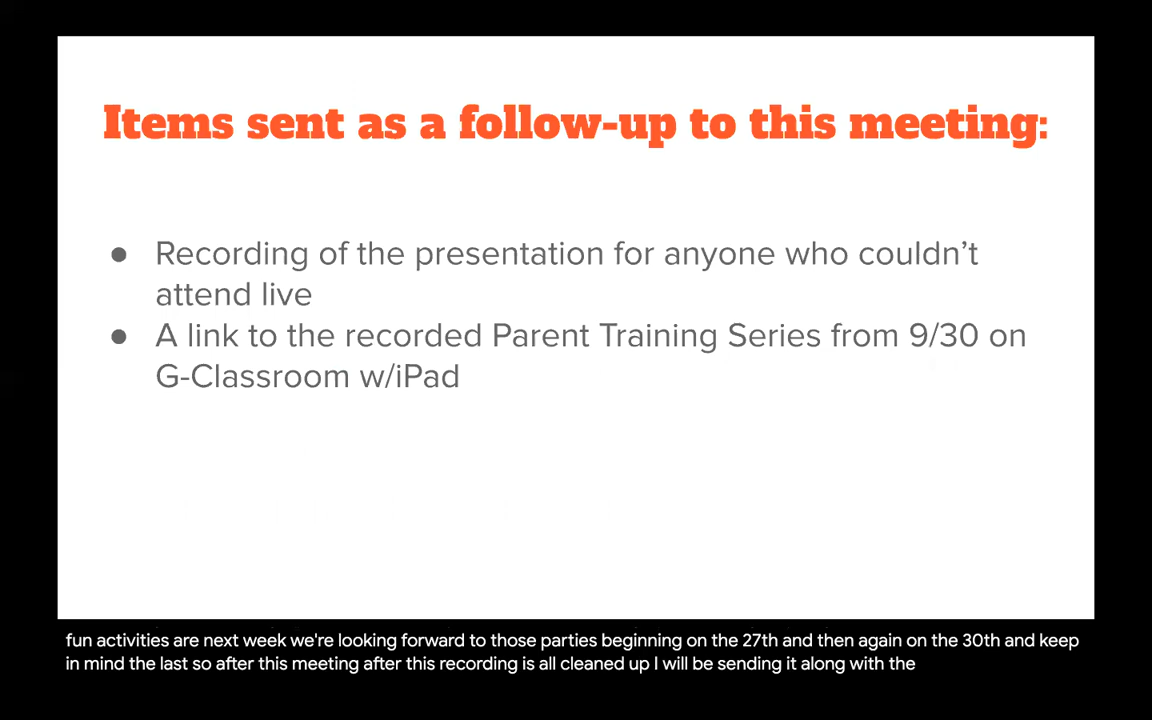 Items sent as a follow-up to this meeting:
● Recording of the presentation for anyone who couldn’t
attend live
● A link to the recorded Parent Training Series from 9/30 on
G-Classroom w/iPad
fun activities are next week we're looking forward to those parties beginning on the 27th and then again on the 30th and keep
in mind the last so after this meeting after this recording is all cleaned up I will be sending it along with the